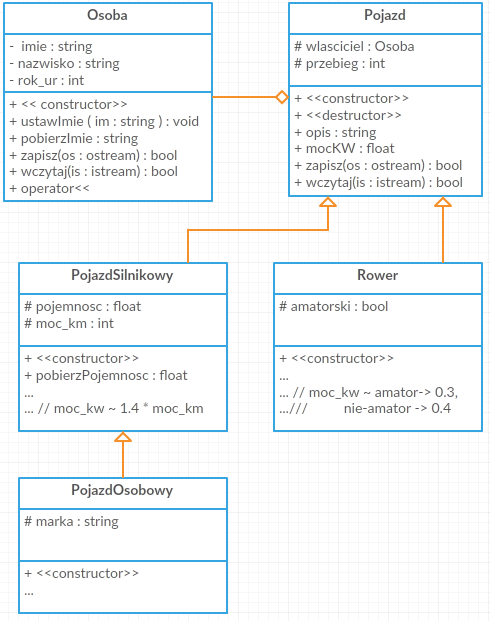 Osoba
- imie : string
- nazwisko : string
- rok_ur : int
+ << constructor>>
+ ustawImie ( im : string ) : void
+ pobierzImie : string
+ zapisz(os : ostream) : bool
+ wczytaj(is : istream) : bool
+ operator<<
Pojazd
# wlasciciel : Osoba
# przebieg : int
+ <<constructor>>
+ <<destructor>>
+ opis : string
+ mocKW : float
+ zapisz(os : ostream) : bool
+ wczytaj(is : istream) : bool
PojazdSilnikowy
# pojemnosc : float
# moc_km : int
+ <<constructor>>
+ pobierzPojemnosc : float
...
... // moc_kw ~ 1.4 * moc_km
Rower
# amatorski : bool
+ <<constructor>>
...
... // moc_kw ~ amator-> 0.3,
...///        nie-amator -> 0.4
PojazdOsobowy
# marka : string
+ <<constructor>>
...